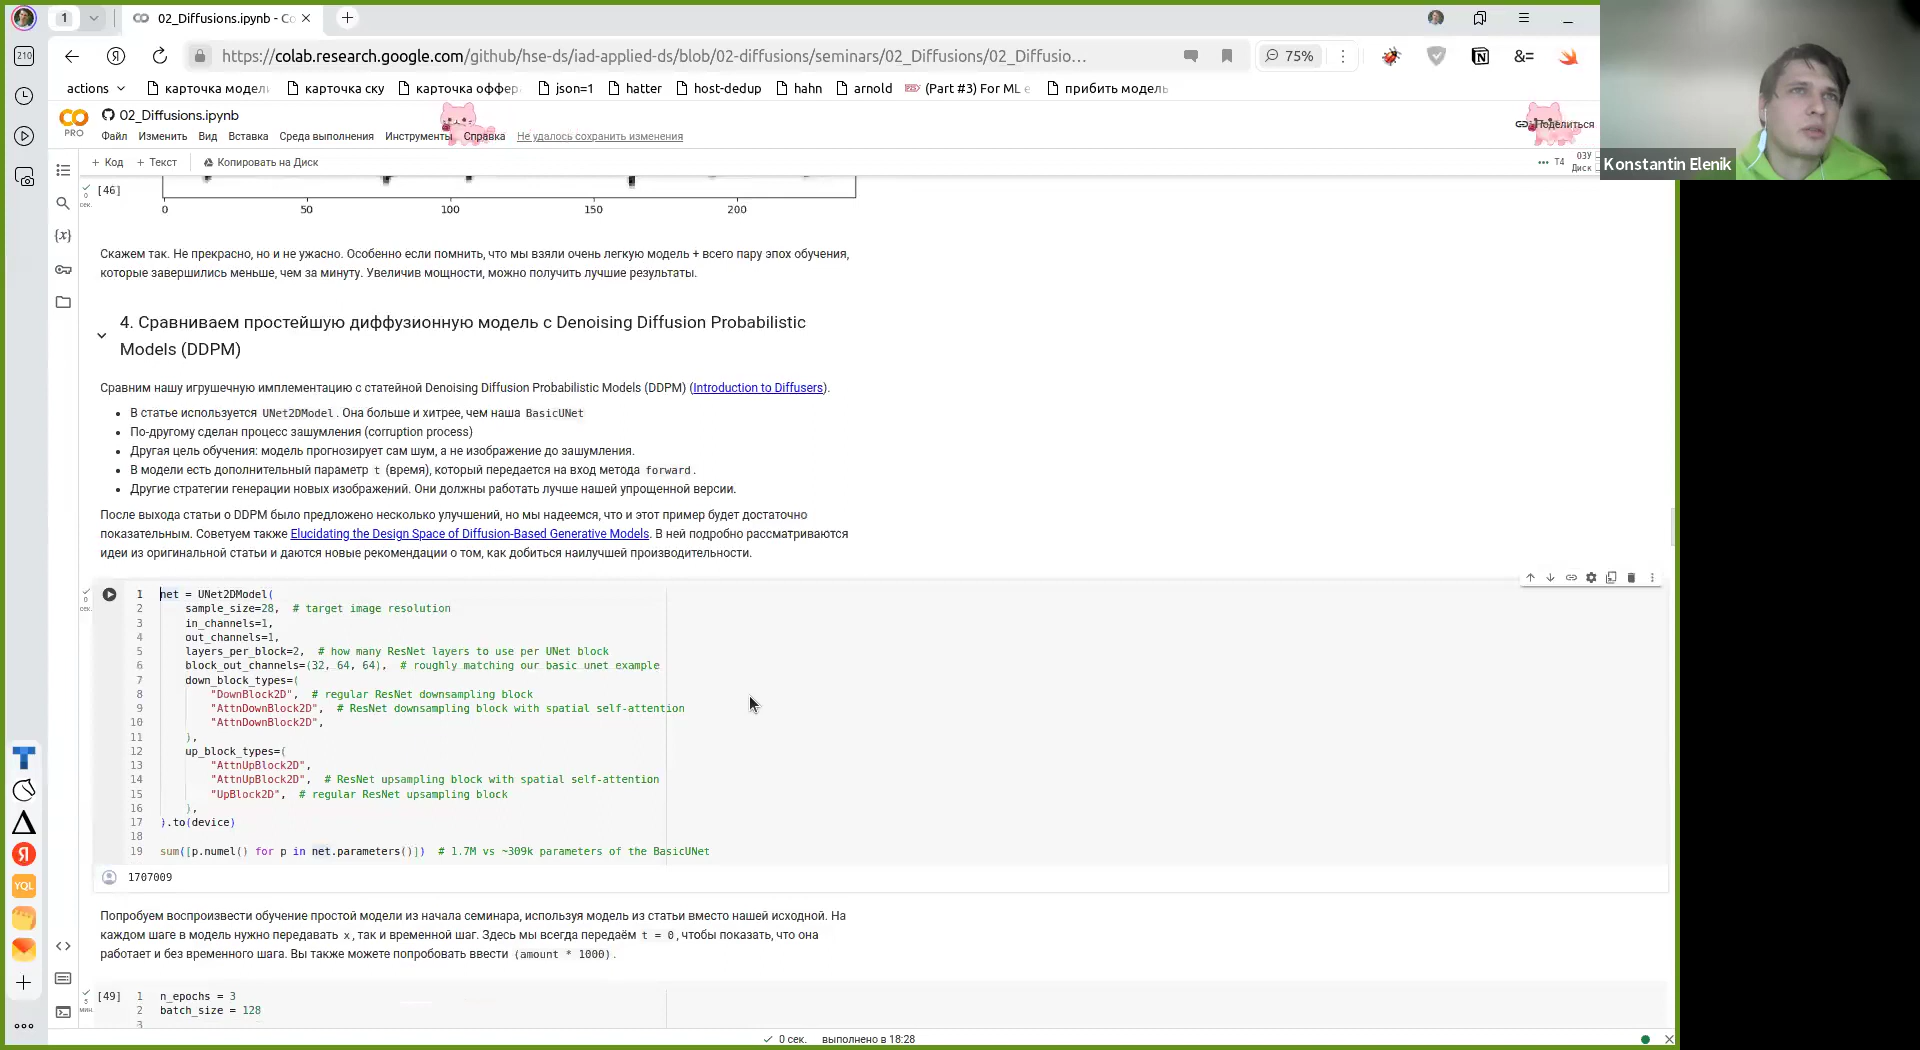 1
02_Diffusions.ipynb - Co
210
https://colab.research.google.com/github/hse-ds/iad-applied-ds/blob/02-diffusions/seminars/02_Diffusions/02_Diffusio...
75%
actions
карточка модели
карточка ску
карточка оффер
json=1
hatter
host-dedup
hahn
arnold
(Part #3) For ML e
прибить модель
PRO
02_Diffusions.ipynb
Файл Изменить Вид Вставка Среда выполнения Инструменты Справка Не удалось сохранить изменения
Поделиться
+ Код + Текст Копировать на Диск
T4
ОЗУ
Диск
Konstantin Elenik
[46]
0
сек.
0 50 100 150 200
Скажем так. Не прекрасно, но и не ужасно. Особенно если помнить, что мы взяли очень легкую модель + всего пару эпох обучения,
которые завершились меньше, чем за минуту. Увеличив мощности, можно получить лучшие результаты.
4. Сравниваем простейшую диффузионную модель с Denoising Diffusion Probabilistic
Models (DDPM)
Сравним нашу игрушечную имплементацию с статейной Denoising Diffusion Probabilistic Models (DDPM) (Introduction to Diffusers).
• В статье используется UNet2DModel. Она больше и хитрее, чем наша BasicUNet
• По-другому сделан процесс зашумления (corruption process)
• Другая цель обучения: модель прогнозирует сам шум, а не изображение до зашумления.
• В модели есть дополнительный параметр t (время), который передается на вход метода forward.
• Другие стратегии генерации новых изображений. Они должны работать лучше нашей упрощенной версии.
После выхода статьи о DDPM было предложено несколько улучшений, но мы надеемся, что и этот пример будет достаточно
показательным. Советуем также Elucidating the Design Space of Diffusion-Based Generative Models. В ней подробно рассматриваются
идеи из оригинальной статьи и даются новые рекомендации о том, как добиться наилучшей производительности.
0
сек.
1 net = UNet2DModel(
2 sample_size=28, # target image resolution
3 in_channels=1,
4 out_channels=1,
5 layers_per_block=2, # how many ResNet layers to use per UNet block
6 block_out_channels=(32, 64, 64), # roughly matching our basic unet example
7 down_block_types=(
8 "DownBlock2D", # regular ResNet downsampling block
9 "AttnDownBlock2D", # ResNet downsampling block with spatial self-attention
10 "AttnDownBlock2D",
11 ),
12 up_block_types=(
13 "AttnUpBlock2D",
14 "AttnUpBlock2D", # ResNet upsampling block with spatial self-attention
15 "UpBlock2D", # regular ResNet upsampling block
16 ),
17 ).to(device)
18
19 sum([p.numel() for p in net.parameters()]) # 1.7M vs ~309k parameters of the BasicUNet
1707009
Попробуем воспроизвести обучение простой модели из начала семинара, используя модель из статьи вместо нашей исходной. На
каждом шаге в модель нужно передавать x, так и временной шаг. Здесь мы всегда передаём t = 0, чтобы показать, что она
работает и без временного шага. Вы также можете попробовать ввести (amount * 1000).
[49]
5
мин.
1 n_epochs = 3
2 batch_size = 128
3
YQL
0 сек. выполнено в 18:28